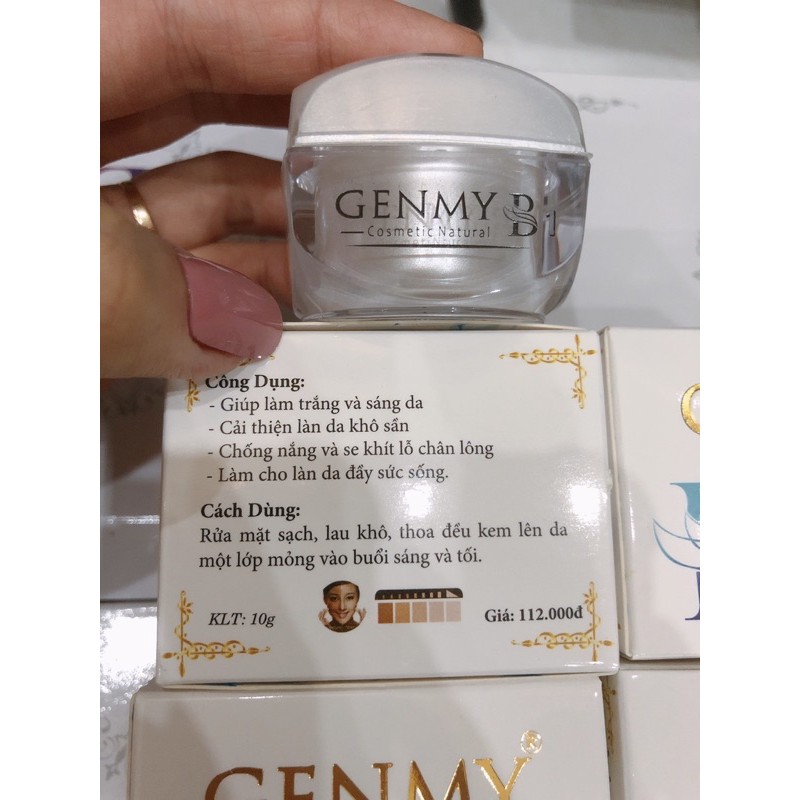 GENMY
Cosmetic Natural
Công Dụng:
- Giúp làm trắng và sáng da
- Cải thiện làn da khô sần
- Chống nắng và se khít lỗ chân lông
- Làm cho làn da đầy sức sống.
Cách Dùng:
Rửa mặt sạch, lau khô, thoa đều kem lên da
một lớp mỏng vào buổi sáng và tối.
KLT: 10g
Giá: 112.000đ
GENMY®